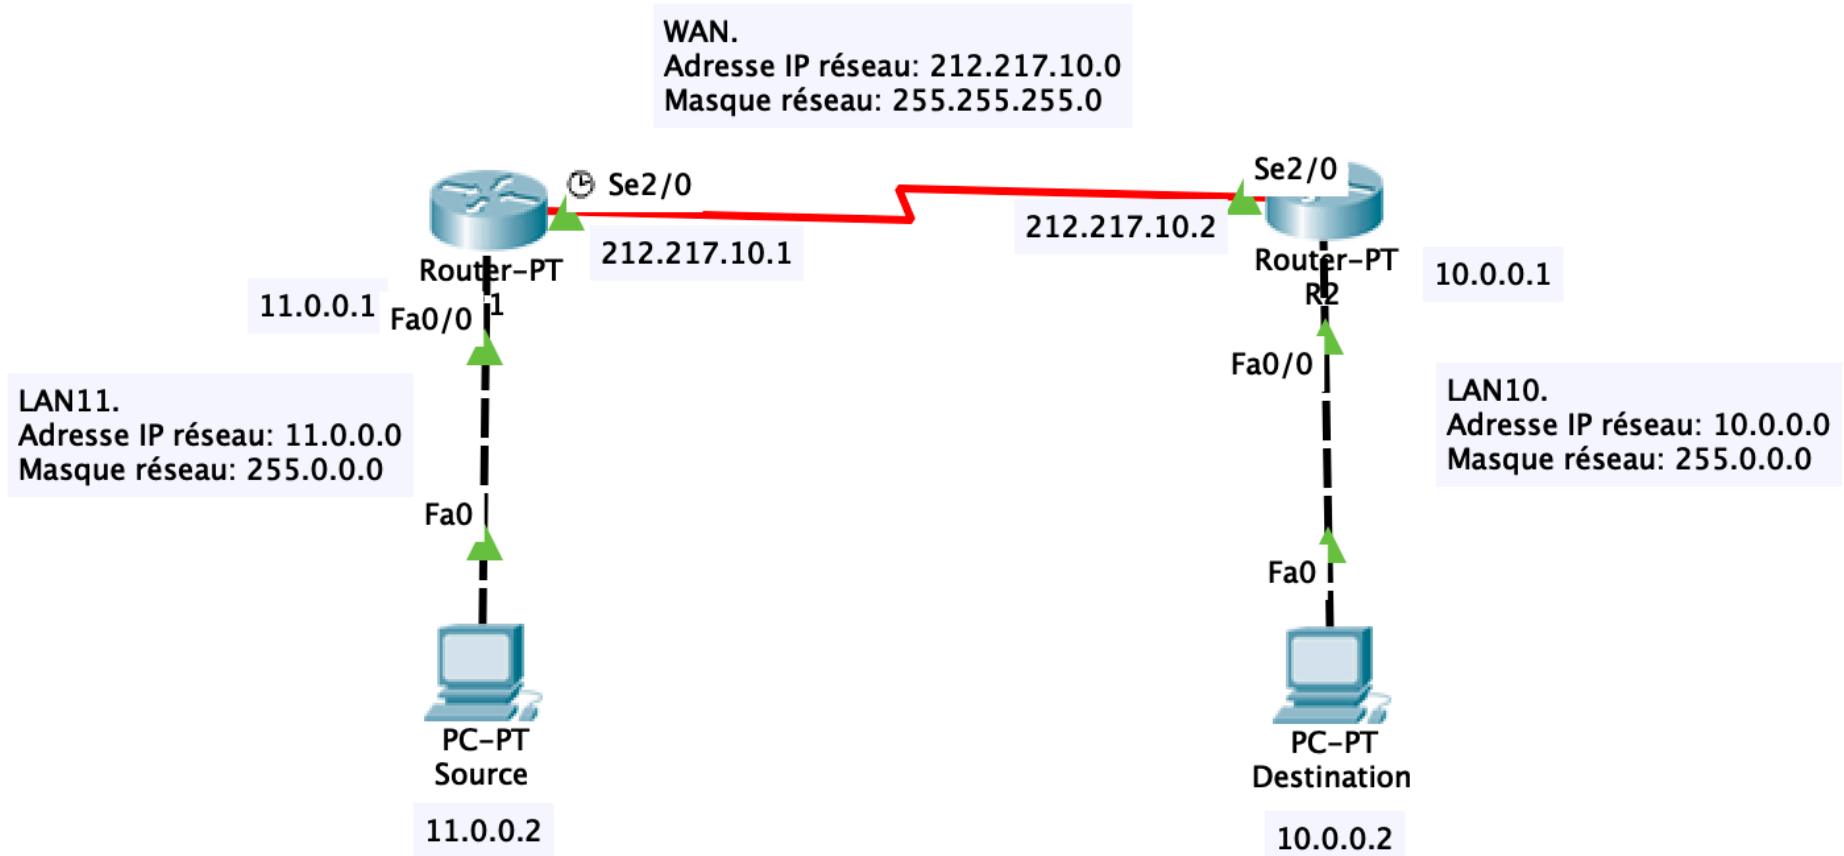 WAN.
Adresse IP réseau: 212.217.10.0
Masque réseau: 255.255.255.0
Se2/0
Se2/0
212.217.10.1
212.217.10.2
Router-PT
1
Router-PT
R2
10.0.0.1
11.0.0.1
Fa0/0
Fa0/0
LAN11.
Adresse IP réseau: 11.0.0.0
Masque réseau: 255.0.0.0
LAN10.
Adresse IP réseau: 10.0.0.0
Masque réseau: 255.0.0.0
Fa0
Fa0
PC-PT
Source
11.0.0.2
PC-PT
Destination
10.0.0.2